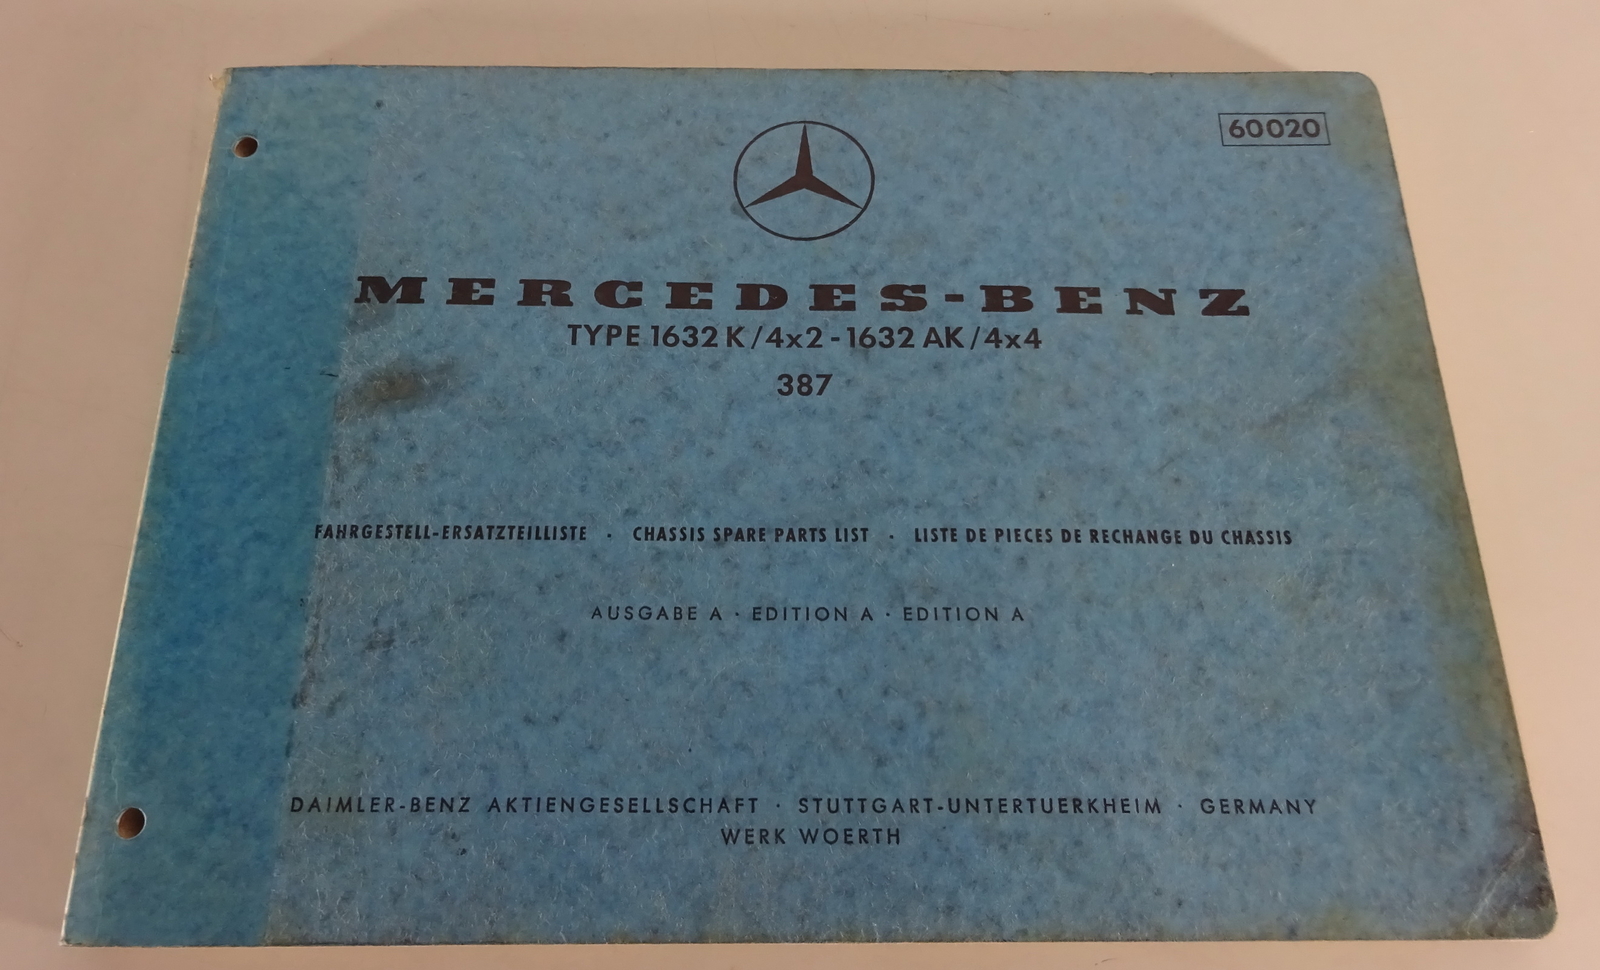 60020
MERCEDES-BENZ
TYPE 1632 K/4x2 - 1632 AK/4x4
387
FAHRGESTELL-ERSATZTEILLISTE · CHASSIS SPARE PARTS LIST · LISTE DE PIECES DE RECHANGE DU CHASSIS
AUSGABE A · EDITION A · EDITION A
DAIMLER-BENZ AKTIENGESELLSCHAFT · STUTTGART-UNTERTUERKHEIM · GERMANY
WERK WOERTH